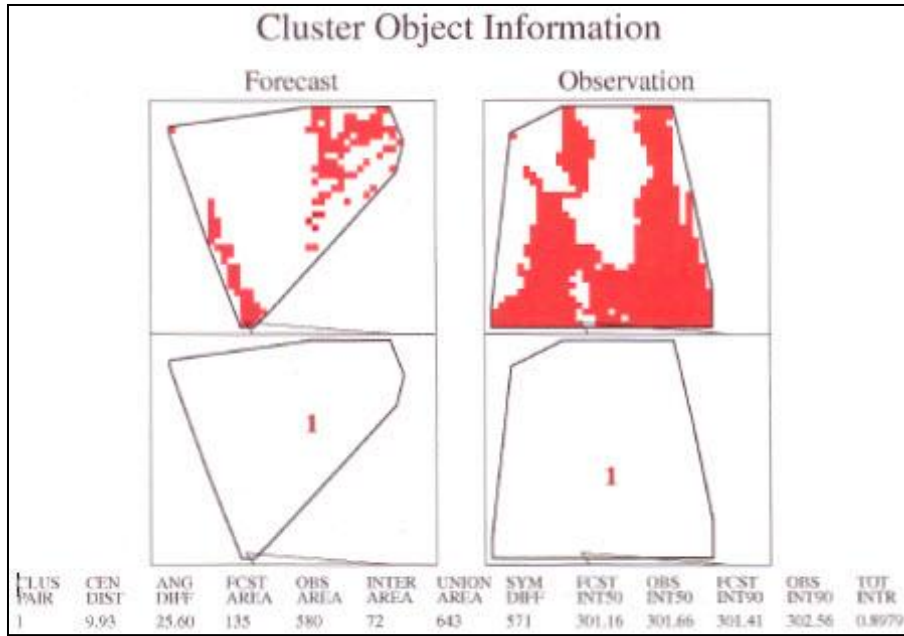 Cluster Object Information
Forecast Observation
1 1
CLUS CEN ANG FCST OBS INTER UNION SYM FCST OBS FCST OBS TOT
PAIR DIST DIFF AREA AREA AREA AREA DIFF INT50 INT50 INT90 INT90 INTR
1 9.93 25.60 135 580 72 643 571 301.16 301.66 301.41 302.56 0.8979